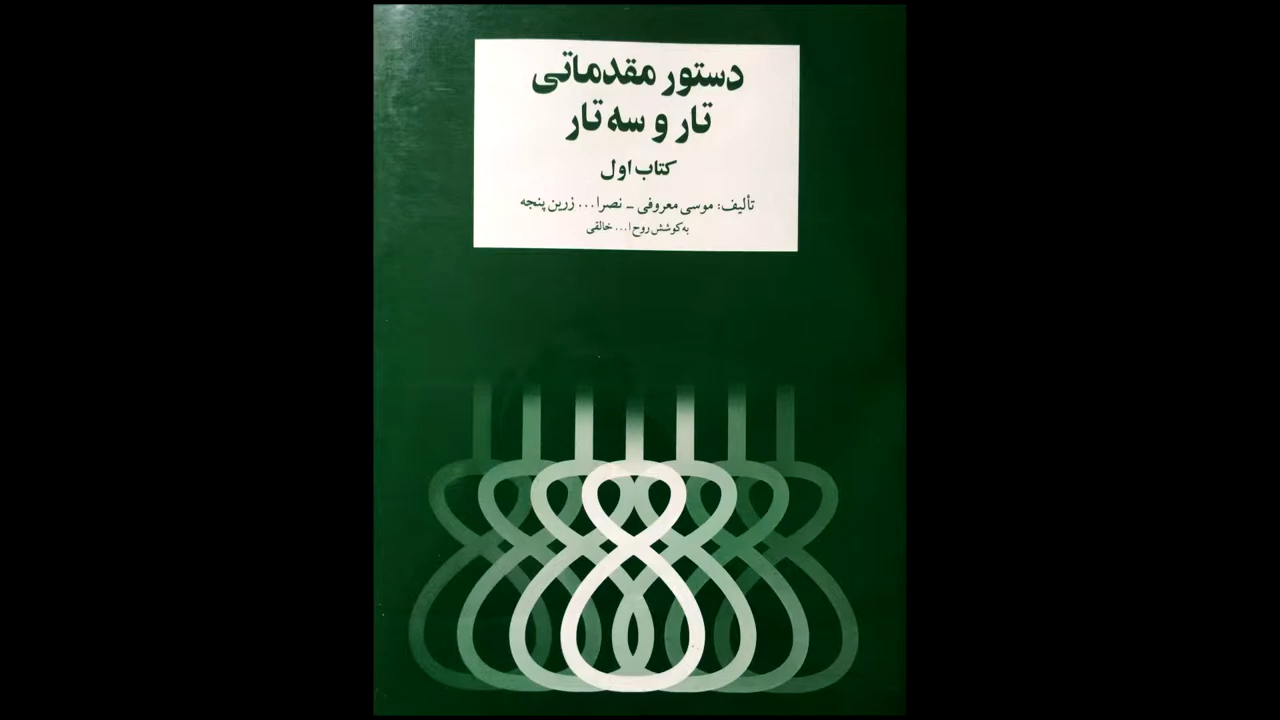 دستور مقدماتی
تار و سه تار
کتاب اول
تألیف: موسی معروفی ـ نصرا... زرین پنجه
به‌کوشش روح ا... خالقی